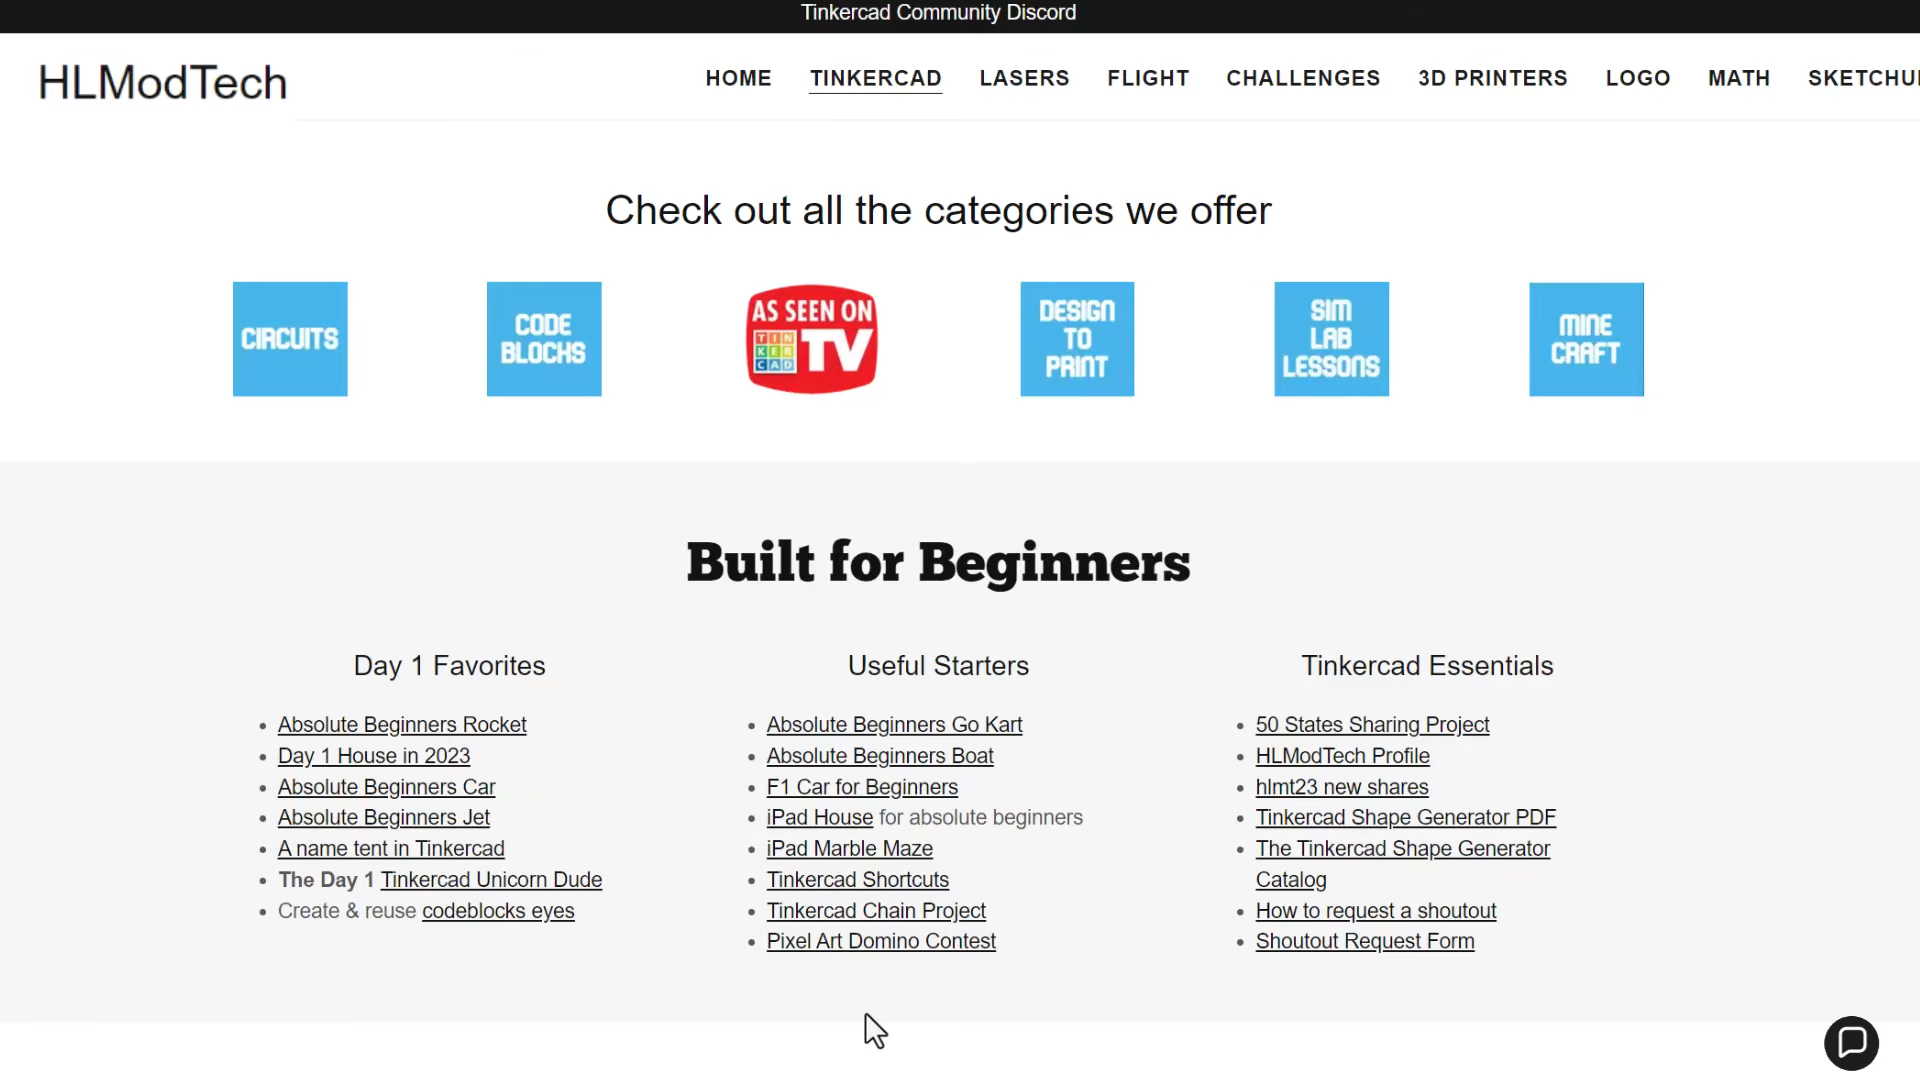 Tinkercad Community Discord
HLModTech
HOME TINKERCAD LASERS FLIGHT CHALLENGES 3D PRINTERS LOGO MATH SKETCHU
Check out all the categories we offer
CIRCUITS
CODE
BLOCKS
AS SEEN ON
TIN
KER
CAD
TV
DESIGN
TO
PRINT
SIM
LAB
LESSONS
MINE
CRAFT
Built for Beginners
Day 1 Favorites
Absolute Beginners Rocket
Day 1 House in 2023
Absolute Beginners Car
Absolute Beginners Jet
A name tent in Tinkercad
The Day 1 Tinkercad Unicorn Dude
Create & reuse codeblocks eyes
Useful Starters
Absolute Beginners Go Kart
Absolute Beginners Boat
F1 Car for Beginners
iPad House for absolute beginners
iPad Marble Maze
Tinkercad Shortcuts
Tinkercad Chain Project
Pixel Art Domino Contest
Tinkercad Essentials
50 States Sharing Project
HLModTech Profile
hlmt23 new shares
Tinkercad Shape Generator PDF
The Tinkercad Shape Generator
Catalog
How to request a shoutout
Shoutout Request Form